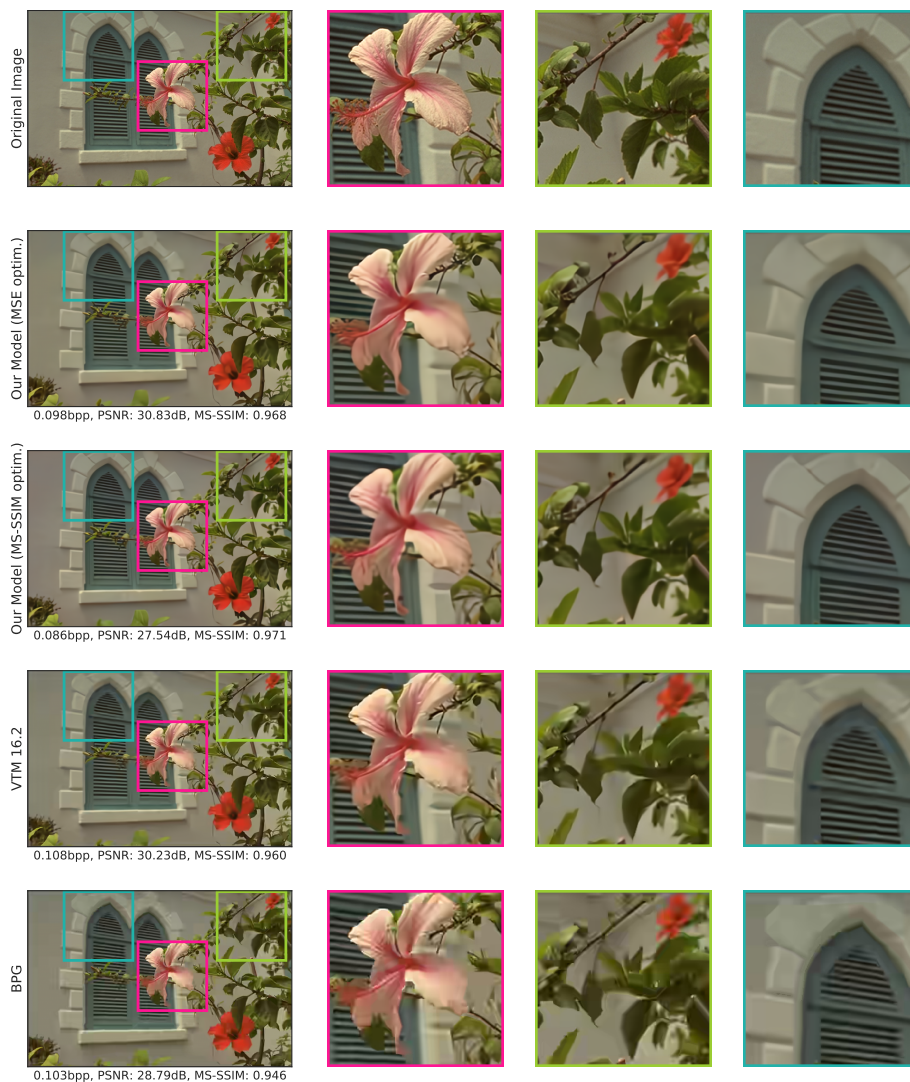 Original Image
Our Model (MSE optim.)
0.098bpp, PSNR: 30.83dB, MS-SSIM: 0.968
Our Model (MS-SSIM optim.)
0.086bpp, PSNR: 27.54dB, MS-SSIM: 0.971
VTM 16.2
0.108bpp, PSNR: 30.23dB, MS-SSIM: 0.960
BPG
0.103bpp, PSNR: 28.79dB, MS-SSIM: 0.946